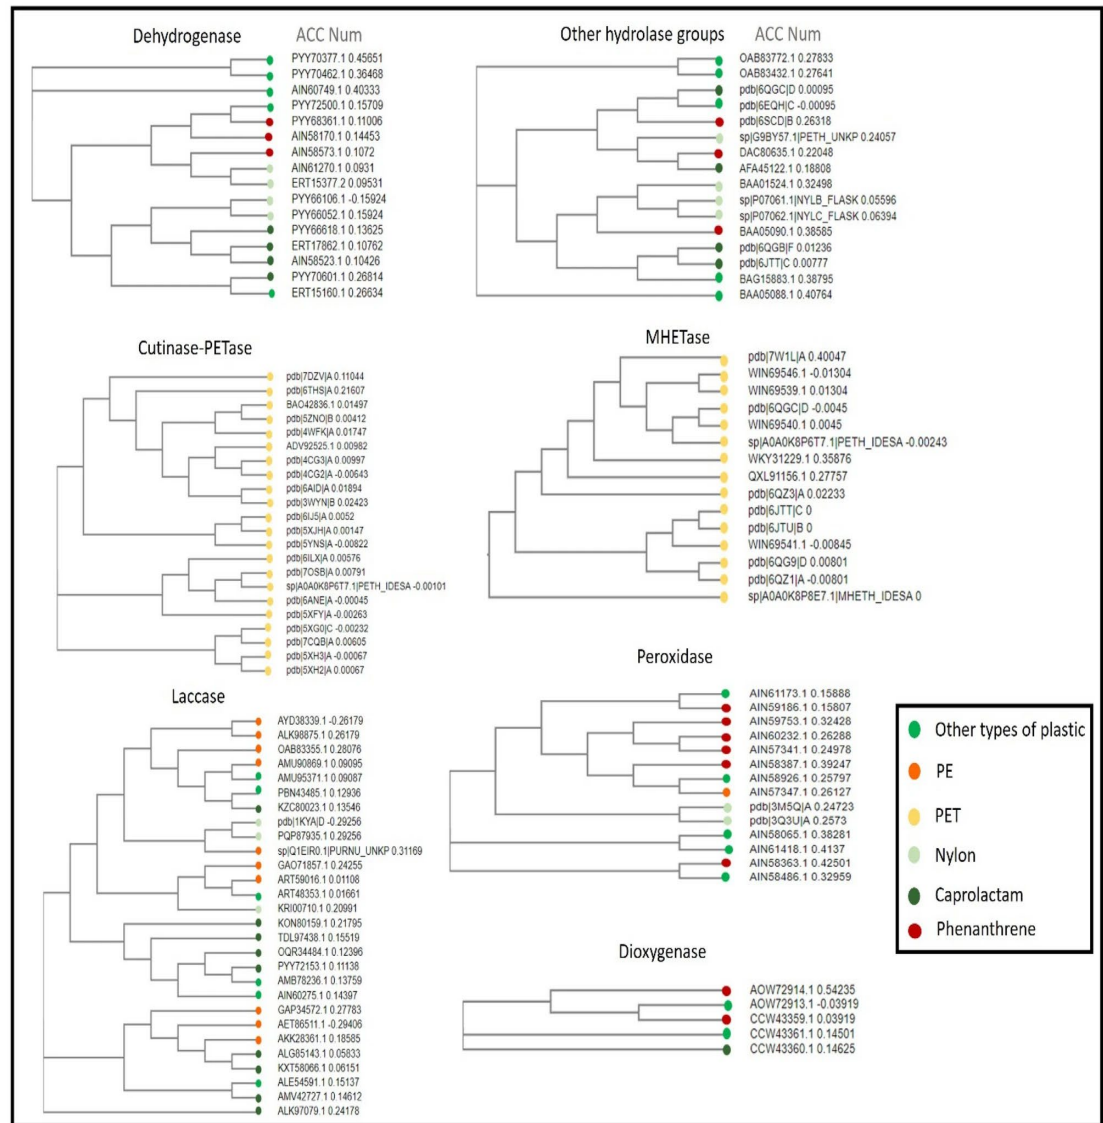 Dehydrogenase ACC Num
PYY70377.1 0.45651
PYY70462.1 0.36468
AIN60749.1 0.40333
PYY72500.1 0.15709
PYY68361.1 0.11006
AIN58170.1 0.14453
AIN58573.1 0.1072
AIN61270.1 0.0931
ERT15377.2 0.09531
PYY66106.1 -0.15924
PYY66052.1 0.15924
PYY66618.1 0.13625
ERT17862.1 0.10762
AIN58523.1 0.10426
PYY70601.1 0.26814
ERT15160.1 0.26634
Other hydrolase groups ACC Num
OAB83772.1 0.27833
OAB83432.1 0.27641
pdb|6QGC|D 0.00095
pdb|6EQH|C -0.00095
pdb|6SCD|B 0.26318
sp|G9BY57.1|PETH_UNKP 0.24057
DAC80635.1 0.22048
AFA45122.1 0.18808
BAA01524.1 0.32498
sp|P07061.1|NYLB_FLASK 0.05596
sp|P07062.1|NYLC_FLASK 0.06394
BAA05090.1 0.38585
pdb|6QGB|F 0.01236
pdb|6JTT|C 0.00777
BAG15883.1 0.38795
BAA05088.1 0.40764
Cutinase-PETase
pdb|7DZV|A 0.11044
pdb|6THS|A 0.21607
BAO42836.1 0.01497
pdb|5ZNO|B 0.00412
pdb|4WFK|A 0.01747
ADV92525.1 0.00982
pdb|4CG3|A 0.00997
pdb|4CG2|A -0.00643
pdb|6AID|A 0.01894
pdb|3WYN|B 0.02423
pdb|6IJ5|A 0.0052
pdb|5XJH|A 0.00147
pdb|5YNS|A -0.00822
pdb|6ILX|A 0.00576
pdb|7OSB|A 0.00791
sp|A0A0K8P6T7.1|PETH_IDESA -0.00101
pdb|6ANE|A -0.00045
pdb|5XFY|A -0.00263
pdb|5XG0|C -0.00232
pdb|7CQB|A 0.00605
pdb|5XH3|A -0.00067
pdb|5XH2|A 0.00067
MHETase
pdb|7W1L|A 0.40047
WIN69546.1 -0.01304
WIN69539.1 0.01304
pdb|6QGC|D -0.0045
WIN69540.1 0.0045
sp|A0A0K8P6T7.1|PETH_IDESA -0.00243
WKY31229.1 0.35876
QXL91156.1 0.27757
pdb|6QZ3|A 0.02233
pdb|6JTT|C 0
pdb|6JTU|B 0
WIN69541.1 -0.00845
pdb|6QG9|D 0.00801
pdb|6QZ1|A -0.00801
sp|A0A0K8P8E7.1|MHETH_IDESA 0
Laccase
AYD38339.1 -0.26179
ALK98875.1 0.26179
OAB83355.1 0.28076
AMU90869.1 0.09095
AMU95371.1 0.09087
PBN43485.1 0.12936
KZC80023.1 0.13546
pdb|1KYA|D -0.29256
PQP87935.1 0.29256
sp|Q1EIR0.1|PURNU_UNKP 0.31169
GAO71857.1 0.24255
ART59016.1 0.01108
ART48353.1 0.01661
KRI00710.1 0.20991
KON80159.1 0.21795
TDL97438.1 0.15519
OQR34484.1 0.12396
PYY72153.1 0.11138
AMB78236.1 0.13759
AIN60275.1 0.14397
GAP34572.1 0.27783
AET86511.1 -0.29406
AKK28361.1 0.18585
ALG85143.1 0.05833
KXT58066.1 0.06151
ALE54591.1 0.15137
AMV42727.1 0.14612
ALK97079.1 0.24178
Peroxidase
AIN61173.1 0.15888
AIN59186.1 0.15807
AIN59753.1 0.32428
AIN60232.1 0.26288
AIN57341.1 0.24978
AIN58387.1 0.39247
AIN58926.1 0.25797
AIN57347.1 0.26127
pdb|3M5Q|A 0.24723
pdb|3Q3U|A 0.2573
AIN58065.1 0.38281
AIN61418.1 0.4137
AIN58363.1 0.42501
AIN58486.1 0.32959
Dioxygenase
AOW72914.1 0.54235
AOW72913.1 -0.03919
CCW43359.1 0.03919
CCW43361.1 0.14501
CCW43360.1 0.14625
Other types of plastic
PE
PET
Nylon
Caprolactam
Phenanthrene